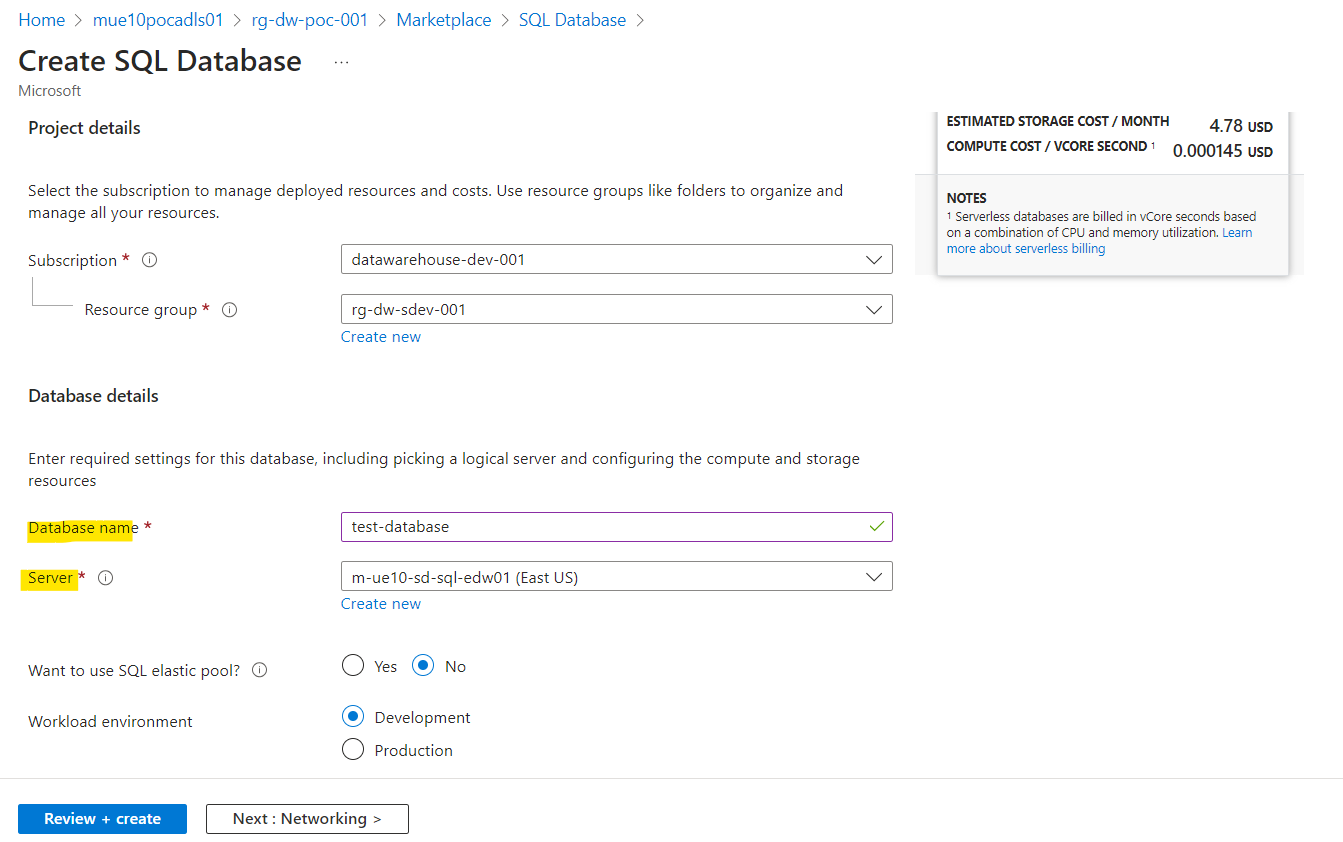 Home > mue10pocadls01 > rg-dw-poc-001 > Marketplace > SQL Database >
Create SQL Database ...
Microsoft
Project details
Select the subscription to manage deployed resources and costs. Use resource groups like folders to organize and
manage all your resources.
Subscription *
datawarehouse-dev-001
Resource group *
rg-dw-sdev-001
Create new
Database details
Enter required settings for this database, including picking a logical server and configuring the compute and storage
resources
Database name *
test-database
Server *
m-ue10-sd-sql-edw01 (East US)
Create new
Want to use SQL elastic pool?
Yes No
Workload environment
Development
Production
Review + create
Next : Networking >
ESTIMATED STORAGE COST / MONTH 4.78 USD
COMPUTE COST / VCORE SECOND ¹ 0.000145 USD
NOTES
¹ Serverless databases are billed in vCore seconds based
on a combination of CPU and memory utilization. Learn
more about serverless billing